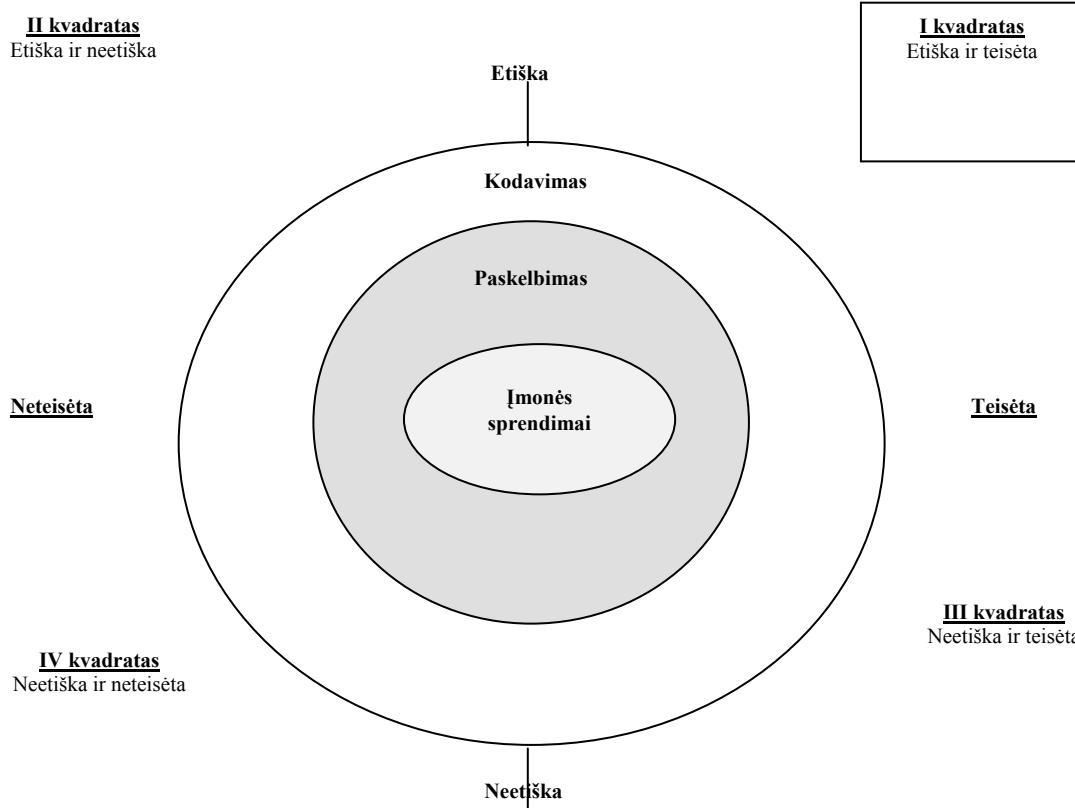 II kvadratas
Etiška ir neetiška
I kvadratas
Etiška ir teisėta
Etiška
Kodavimas
Paskelbimas
Įmonės
sprendimai
Neteisėta
Teisėta
III kvadratas
Neetiška ir teisėta
IV kvadratas
Neetiška ir neteisėta
Neetiška